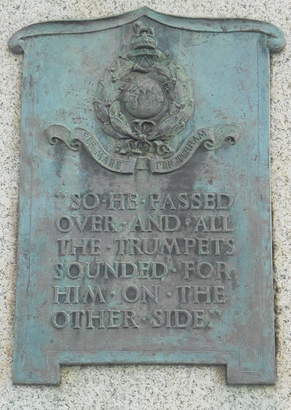 PER MARE PER TERRAM
"SO·HE·PASSED
OVER·AND·ALL
THE·TRUMPETS
SOUNDED·FOR
HIM·ON·THE
OTHER·SIDE."